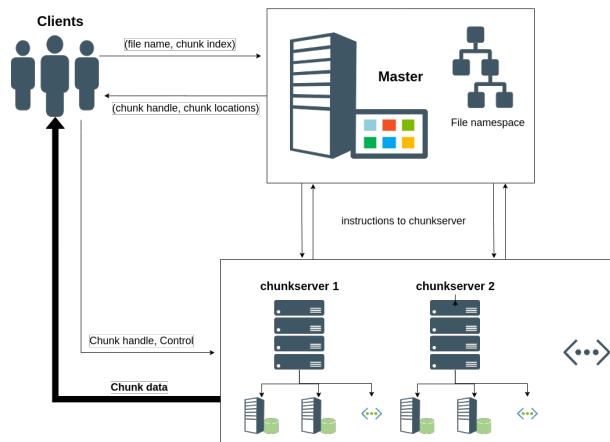 Clients
(file name, chunk index)
Master
(chunk handle, chunk locations)
File namespace
instructions to chunkserver
chunkserver 1
chunkserver 2
Chunk handle, Control
Chunk data